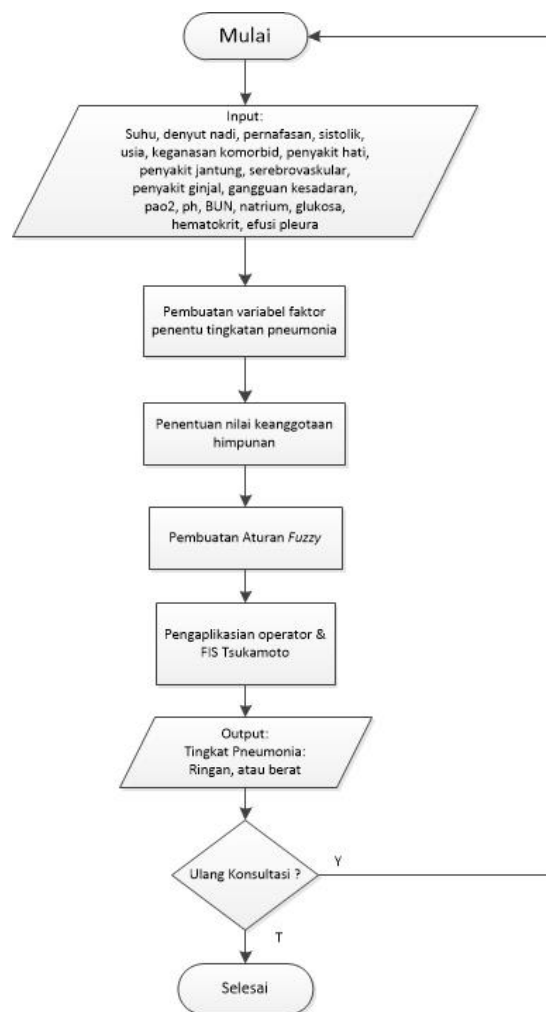 Mulai
Input:
Suhu, denyut nadi, pernafasan, sistolik,
usia, keganasan komorbid, penyakit hati,
penyakit jantung, serebrovaskular,
penyakit ginjal, gangguan kesadaran,
pao2, ph, BUN, natrium, glukosa,
hematokrit, efusi pleura
Pembuatan variabel faktor
penentu tingkatan pneumonia
Penentuan nilai keanggotaan
himpunan
Pembuatan Aturan Fuzzy
Pengaplikasian operator &
FIS Tsukamoto
Output:
Tingkat Pneumonia:
Ringan, atau berat
Ulang Konsultasi ?
Y
T
Selesai